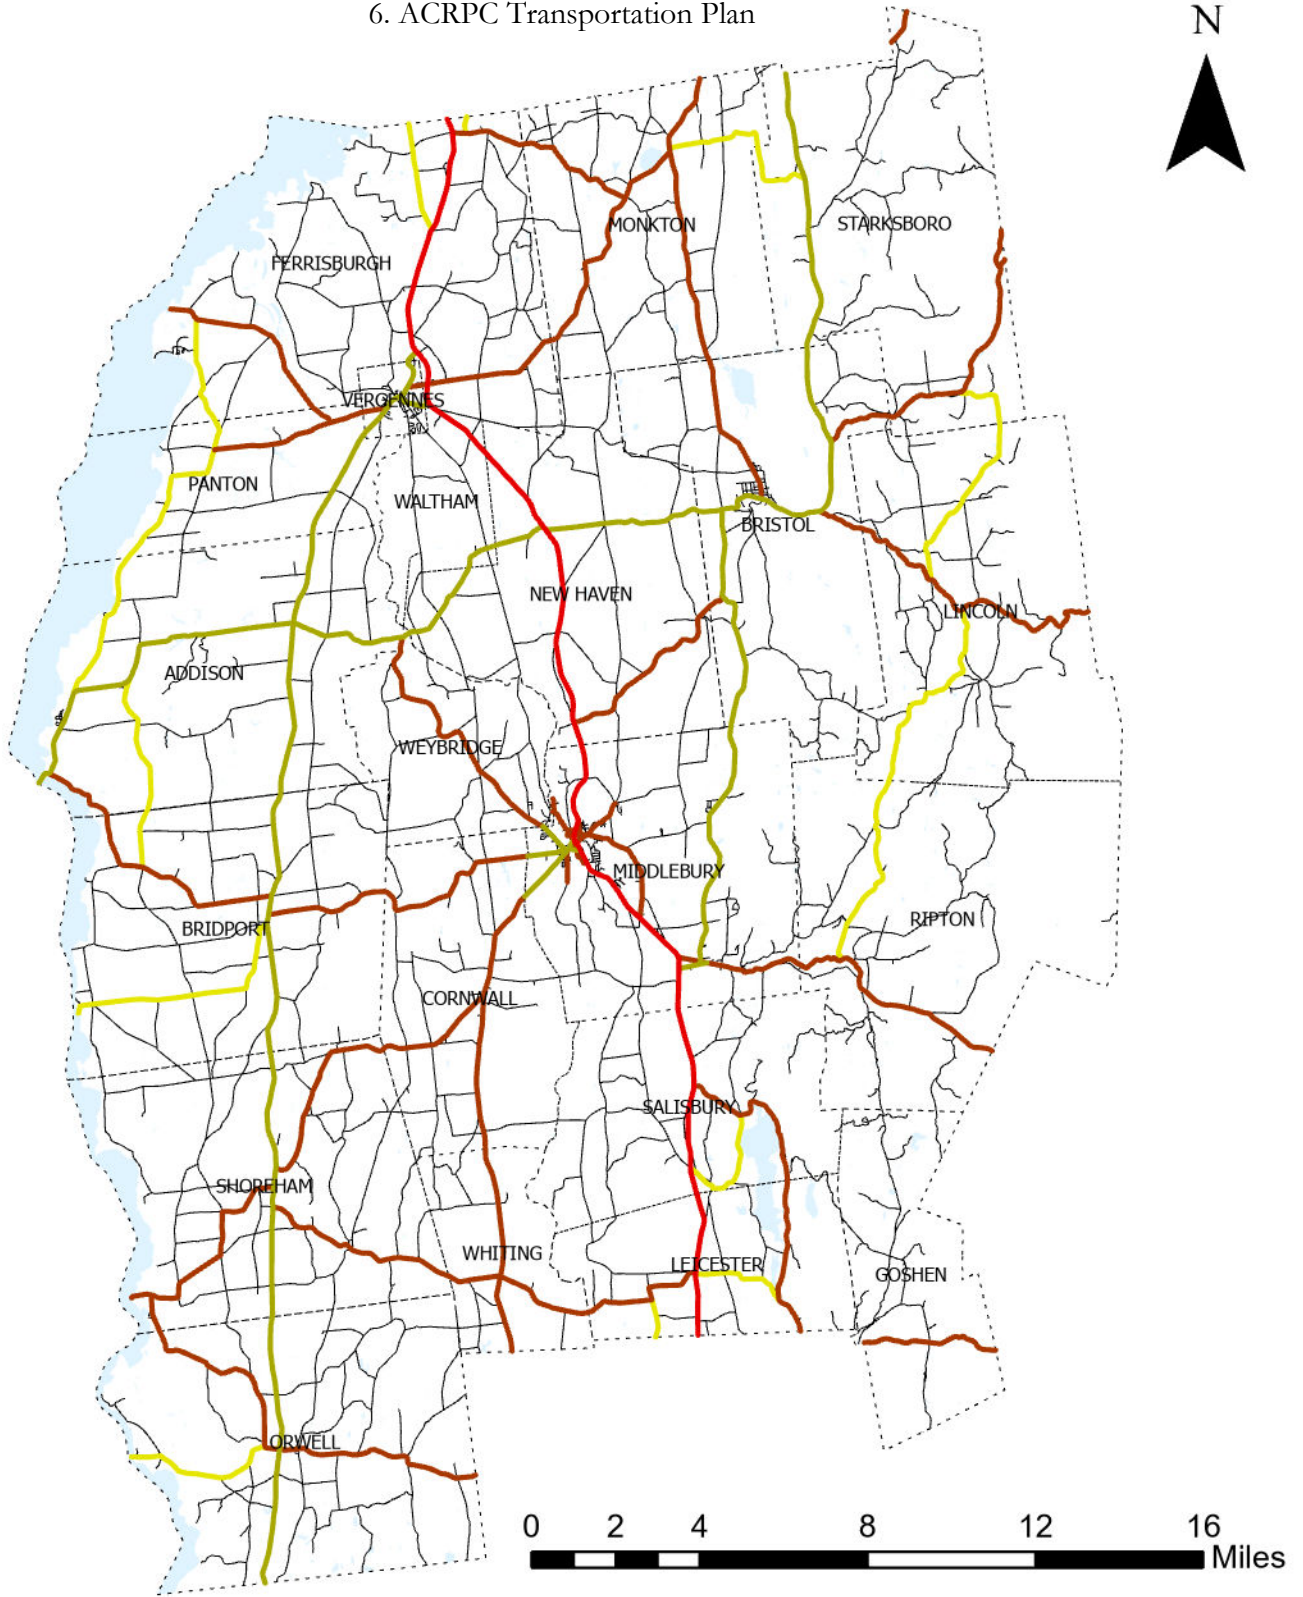 6. ACRPC Transportation Plan
N
MONKTON
STARKSBORO
FERRISBURGH
VERGENNES
PANTON
WALTHAM
BRISTOL
NEW HAVEN
LINCOLN
ADDISON
WEYBRIDGE
MIDDLEBURY
BRIDPORT
RIPTON
CORNWALL
SALISBURY
SHOREHAM
WHITING
LEICESTER
GOSHEN
ORWELL
0 2 4 8 12 16
Miles